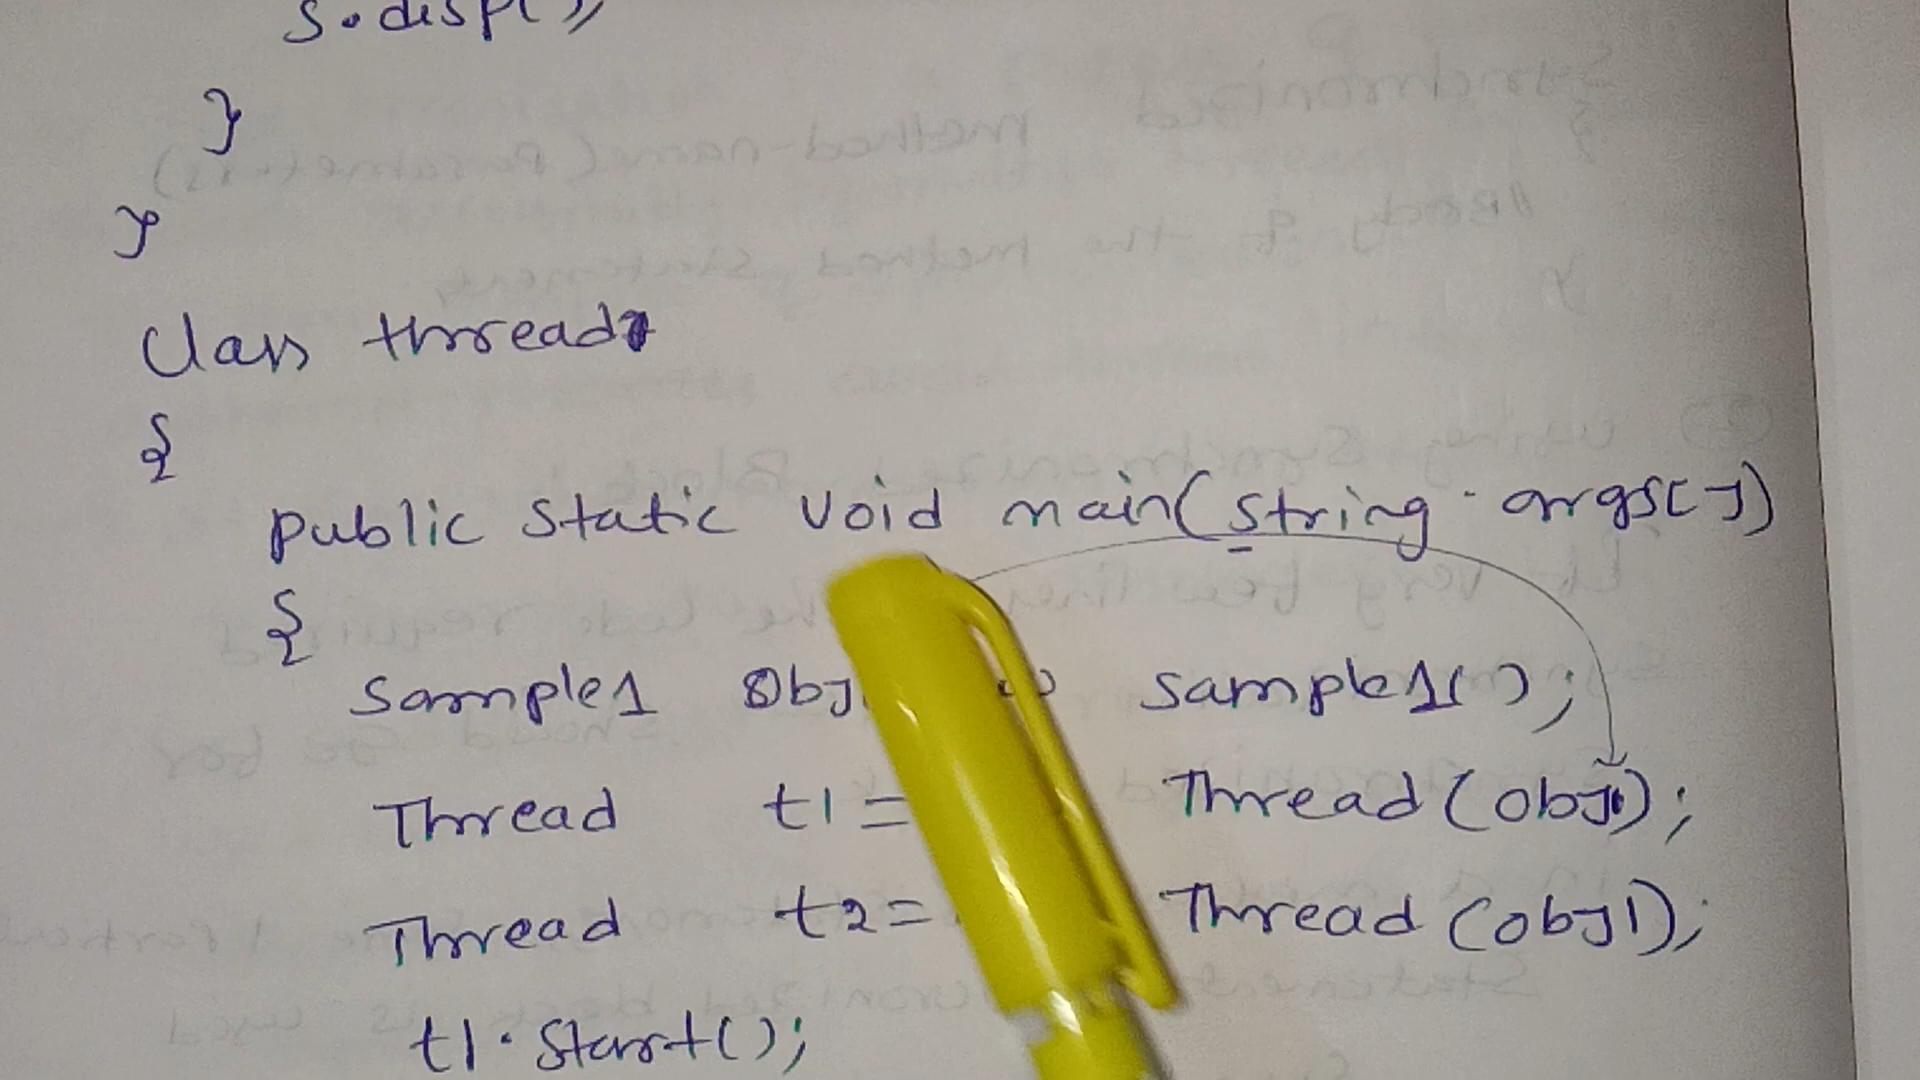 s.disp();
}
}
class thread
{
public static void main(string args[])
{
Sample1 Obj sample1();
Thread t1= Thread(obj1);
Thread t2= Thread(obj1);
t1.start();